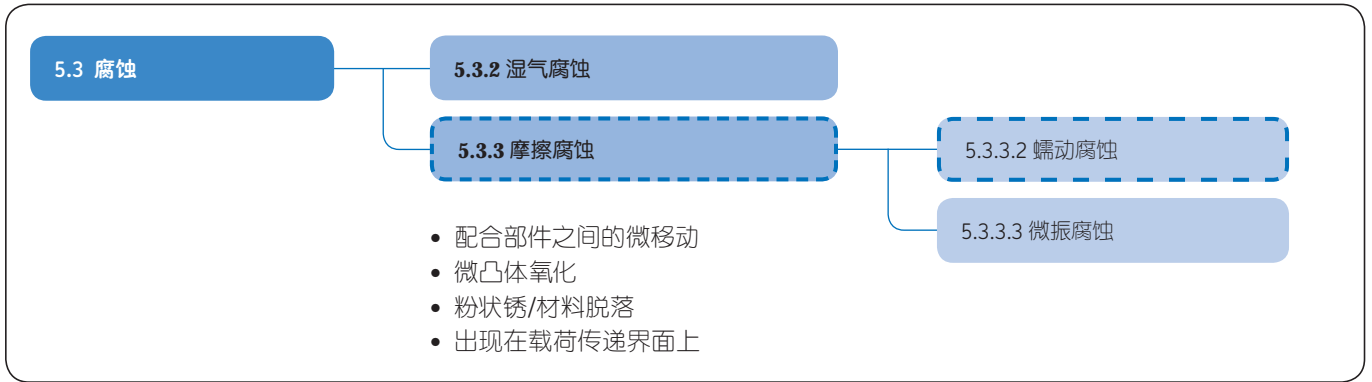 5.3 腐蚀
5.3.2 湿气腐蚀
5.3.3 摩擦腐蚀
5.3.3.2 蠕动腐蚀
5.3.3.3 微振腐蚀
• 配合部件之间的微移动
• 微凸体氧化
• 粉状锈/材料脱落
• 出现在载荷传递界面上